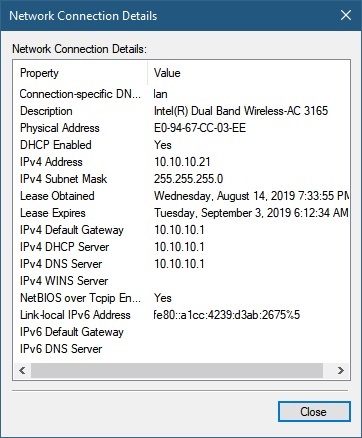 Network Connection Details
Network Connection Details:
Property Value
Connection-specific DN... lan
Description Intel(R) Dual Band Wireless-AC 3165
Physical Address E0-94-67-CC-03-EE
DHCP Enabled Yes
IPv4 Address 10.10.10.21
IPv4 Subnet Mask 255.255.255.0
Lease Obtained Wednesday, August 14, 2019 7:33:55 PM
Lease Expires Tuesday, September 3, 2019 6:12:34 AM
IPv4 Default Gateway 10.10.10.1
IPv4 DHCP Server 10.10.10.1
IPv4 DNS Server 10.10.10.1
IPv4 WINS Server
NetBIOS over Tcpip En... Yes
Link-local IPv6 Address fe80::a1cc:4239:d3ab:2675%5
IPv6 Default Gateway
IPv6 DNS Server
Close